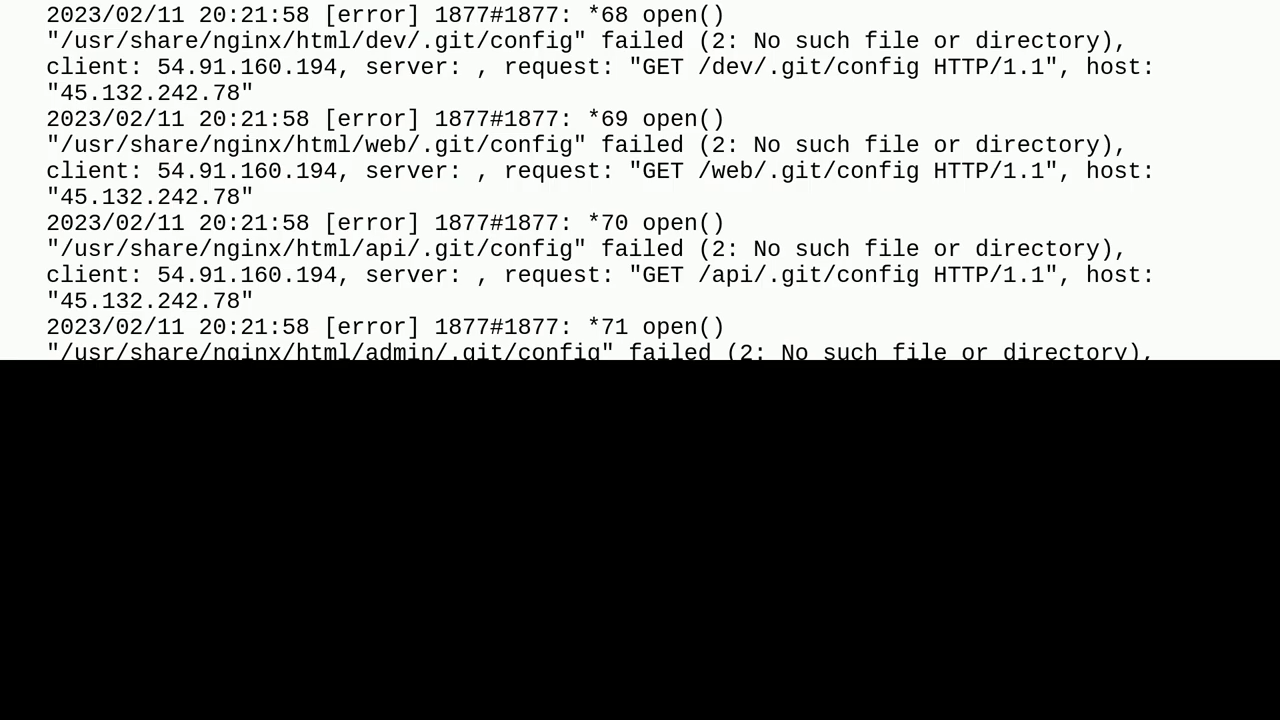 2023/02/11 20:21:58 [error] 1877#1877: *68 open()
"/usr/share/nginx/html/dev/.git/config" failed (2: No such file or directory),
client: 54.91.160.194, server: , request: "GET /dev/.git/config HTTP/1.1", host:
"45.132.242.78"
2023/02/11 20:21:58 [error] 1877#1877: *69 open()
"/usr/share/nginx/html/web/.git/config" failed (2: No such file or directory),
client: 54.91.160.194, server: , request: "GET /web/.git/config HTTP/1.1", host:
"45.132.242.78"
2023/02/11 20:21:58 [error] 1877#1877: *70 open()
"/usr/share/nginx/html/api/.git/config" failed (2: No such file or directory),
client: 54.91.160.194, server: , request: "GET /api/.git/config HTTP/1.1", host:
"45.132.242.78"
2023/02/11 20:21:58 [error] 1877#1877: *71 open()
"/usr/share/nginx/html/admin/.git/config" failed (2: No such file or directory),